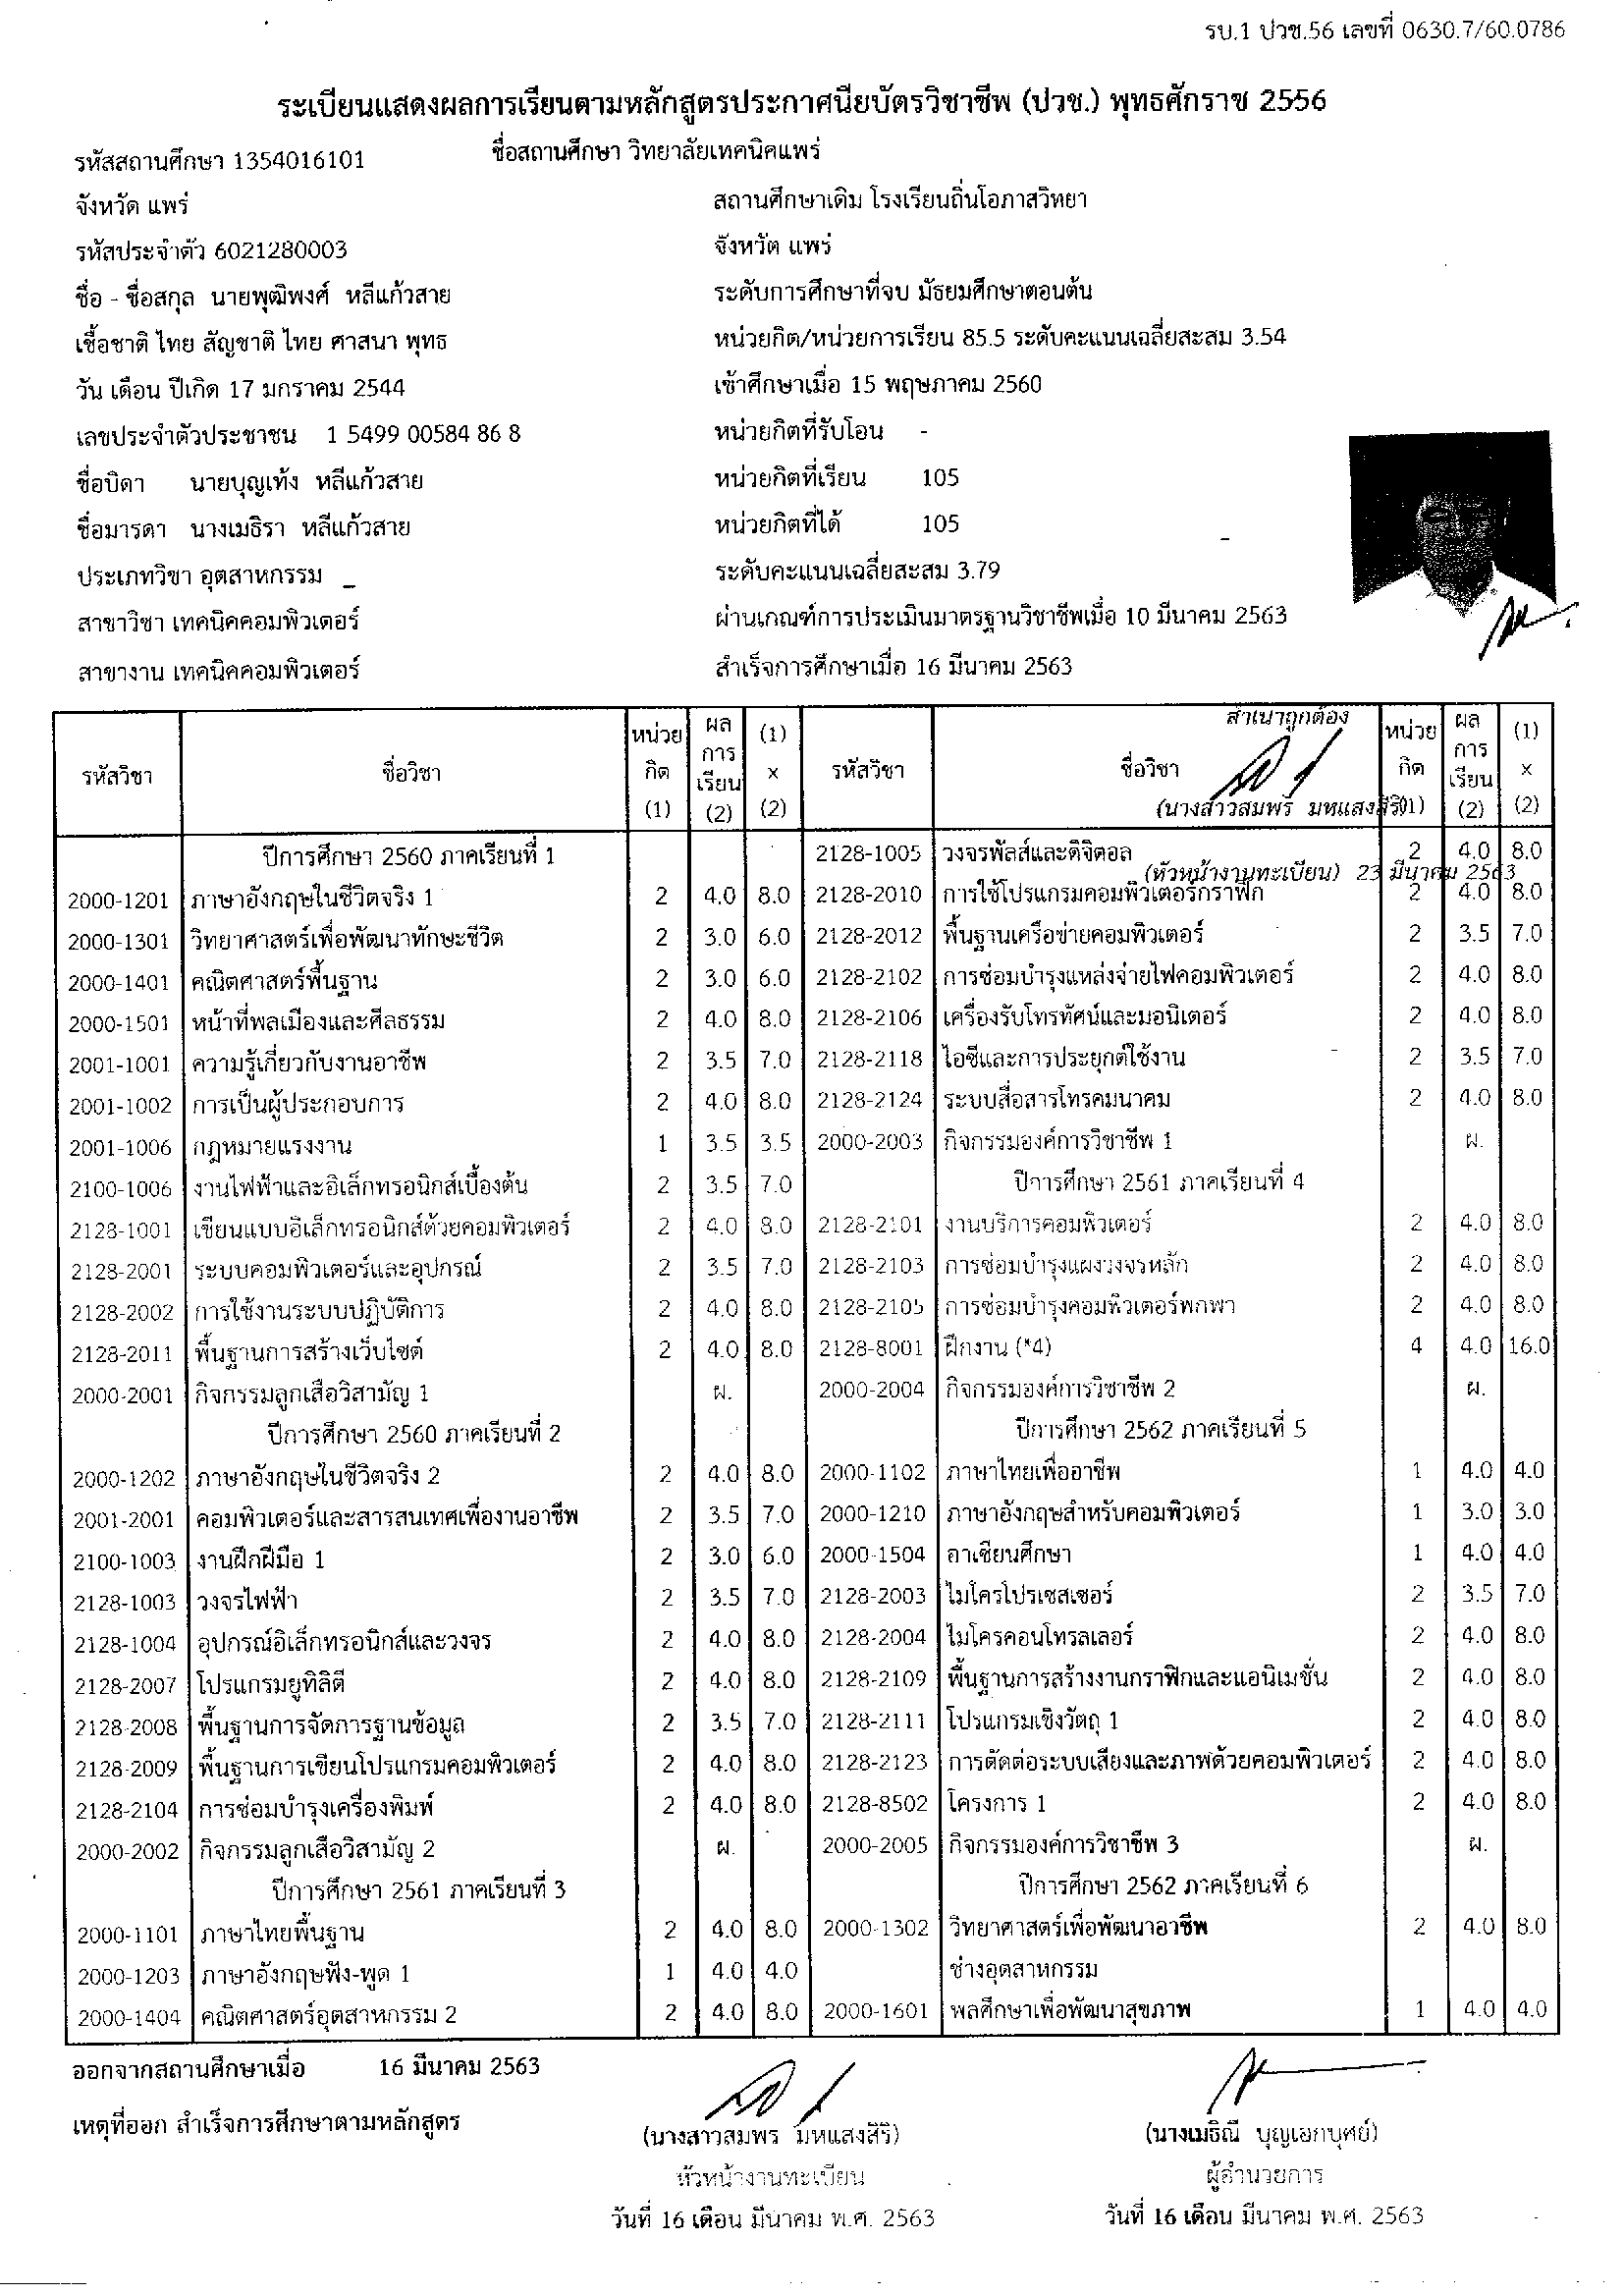 รบ.1 ปวช.56 เลขที่ 0630.7/60.0786
ระเบียนแสดงผลการเรียนตามหลักสูตรประกาศนียบัตรวิชาชีพ (ปวช.) พุทธศักราช 2556
รหัสสถานศึกษา 1354016101 ชื่อสถานศึกษา วิทยาลัยเทคนิคแพร่
จังหวัด แพร่ สถานศึกษาเดิม โรงเรียนถิ่นโอภาสวิทยา
รหัสประจำตัว 6021280003 จังหวัด แพร่
ชื่อ - ชื่อสกุล นายพุฒิพงศ์ หลีแก้วสาย ระดับการศึกษาที่จบ มัธยมศึกษาตอนต้น
เชื้อชาติ ไทย สัญชาติ ไทย ศาสนา พุทธ หน่วยกิต/หน่วยการเรียน 85.5 ระดับคะแนนเฉลี่ยสะสม 3.54
วัน เดือน ปีเกิด 17 มกราคม 2544 เข้าศึกษาเมื่อ 15 พฤษภาคม 2560
เลขประจำตัวประชาชน 1 5499 00584 86 8 หน่วยกิตที่รับโอน -
ชื่อบิดา นายบุญเท้ง หลีแก้วสาย หน่วยกิตที่เรียน 105
ชื่อมารดา นางเมธิรา หลีแก้วสาย หน่วยกิตที่ได้ 105
ประเภทวิชา อุตสาหกรรม ระดับคะแนนเฉลี่ยสะสม 3.79
สาขาวิชา เทคนิคคอมพิวเตอร์ ผ่านเกณฑ์การประเมินมาตรฐานวิชาชีพเมื่อ 10 มีนาคม 2563
สาขางาน เทคนิคคอมพิวเตอร์ สำเร็จการศึกษาเมื่อ 16 มีนาคม 2563
รหัสวิชา ชื่อวิชา หน่วยกิต (1) ผลการเรียน (2) (1) x (2) รหัสวิชา ชื่อวิชา หน่วยกิต (1) ผลการเรียน (2) (1) x (2)
สำเนาถูกต้อง
(นางสาวสมพร มหแสงสิริ)
(หัวหน้างานทะเบียน) 23 มีนาคม 2563
ปีการศึกษา 2560 ภาคเรียนที่ 1 2128-1005 วงจรพัลส์และดิจิตอล 2 4.0 8.0
2000-1201 ภาษาอังกฤษในชีวิตจริง 1 2 4.0 8.0 2128-2010 การใช้โปรแกรมคอมพิวเตอร์กราฟิก 2 4.0 8.0
2000-1301 วิทยาศาสตร์เพื่อพัฒนาทักษะชีวิต 2 3.0 6.0 2128-2012 พื้นฐานเครือข่ายคอมพิวเตอร์ 2 3.5 7.0
2000-1401 คณิตศาสตร์พื้นฐาน 2 3.0 6.0 2128-2102 การซ่อมบำรุงแหล่งจ่ายไฟคอมพิวเตอร์ 2 4.0 8.0
2000-1501 หน้าที่พลเมืองและศีลธรรม 2 4.0 8.0 2128-2106 เครื่องรับโทรทัศน์และมอนิเตอร์ 2 4.0 8.0
2001-1001 ความรู้เกี่ยวกับงานอาชีพ 2 3.5 7.0 2128-2118 ไอซีและการประยุกต์ใช้งาน 2 3.5 7.0
2001-1002 การเป็นผู้ประกอบการ 2 4.0 8.0 2128-2124 ระบบสื่อสารโทรคมนาคม 2 4.0 8.0
2001-1006 กฎหมายแรงงาน 1 3.5 3.5 2000-2003 กิจกรรมองค์การวิชาชีพ 1 ผ.
2100-1006 งานไฟฟ้าและอิเล็กทรอนิกส์เบื้องต้น 2 3.5 7.0 ปีการศึกษา 2561 ภาคเรียนที่ 4
2128-1001 เขียนแบบอิเล็กทรอนิกส์ด้วยคอมพิวเตอร์ 2 4.0 8.0 2128-2101 งานบริการคอมพิวเตอร์ 2 4.0 8.0
2128-2001 ระบบคอมพิวเตอร์และอุปกรณ์ 2 3.5 7.0 2128-2103 การซ่อมบำรุงแผงวงจรหลัก 2 4.0 8.0
2128-2002 การใช้งานระบบปฏิบัติการ 2 4.0 8.0 2128-2105 การซ่อมบำรุงคอมพิวเตอร์พกพา 2 4.0 8.0
2128-2011 พื้นฐานการสร้างเว็บไซต์ 2 4.0 8.0 2128-8001 ฝึกงาน (*4) 4 4.0 16.0
2000-2001 กิจกรรมลูกเสือวิสามัญ 1 ผ. 2000-2004 กิจกรรมองค์การวิชาชีพ 2 ผ.
ปีการศึกษา 2560 ภาคเรียนที่ 2 ปีการศึกษา 2562 ภาคเรียนที่ 5
2000-1202 ภาษาอังกฤษในชีวิตจริง 2 2 4.0 8.0 2000-1102 ภาษาไทยเพื่ออาชีพ 1 4.0 4.0
2001-2001 คอมพิวเตอร์และสารสนเทศเพื่องานอาชีพ 2 3.5 7.0 2000-1210 ภาษาอังกฤษสำหรับคอมพิวเตอร์ 1 3.0 3.0
2100-1003 งานฝึกฝีมือ 1 2 3.0 6.0 2000-1504 อาเซียนศึกษา 1 4.0 4.0
2128-1003 วงจรไฟฟ้า 2 3.5 7.0 2128-2003 ไมโครโปรเซสเซอร์ 2 3.5 7.0
2128-1004 อุปกรณ์อิเล็กทรอนิกส์และวงจร 2 4.0 8.0 2128-2004 ไมโครคอนโทรลเลอร์ 2 4.0 8.0
2128-2007 โปรแกรมยูทิลิตี 2 4.0 8.0 2128-2109 พื้นฐานการสร้างงานกราฟิกและแอนิเมชั่น 2 4.0 8.0
2128-2008 พื้นฐานการจัดการฐานข้อมูล 2 3.5 7.0 2128-2111 โปรแกรมเชิงวัตถุ 1 2 4.0 8.0
2128-2009 พื้นฐานการเขียนโปรแกรมคอมพิวเตอร์ 2 4.0 8.0 2128-2123 การตัดต่อระบบเสียงและภาพด้วยคอมพิวเตอร์ 2 4.0 8.0
2128-2104 การซ่อมบำรุงเครื่องพิมพ์ 2 4.0 8.0 2128-8502 โครงการ 1 2 4.0 8.0
2000-2002 กิจกรรมลูกเสือวิสามัญ 2 ผ. 2000-2005 กิจกรรมองค์การวิชาชีพ 3 ผ.
ปีการศึกษา 2561 ภาคเรียนที่ 3 ปีการศึกษา 2562 ภาคเรียนที่ 6
2000-1101 ภาษาไทยพื้นฐาน 2 4.0 8.0 2000-1302 วิทยาศาสตร์เพื่อพัฒนาอาชีพ 2 4.0 8.0
2000-1203 ภาษาอังกฤษฟัง-พูด 1 1 4.0 4.0 ช่างอุตสาหกรรม
2000-1404 คณิตศาสตร์อุตสาหกรรม 2 2 4.0 8.0 2000-1601 พลศึกษาเพื่อพัฒนาสุขภาพ 1 4.0 4.0
ออกจากสถานศึกษาเมื่อ 16 มีนาคม 2563
เหตุที่ออก สำเร็จการศึกษาตามหลักสูตร
(นางสาวสมพร มหแสงสิริ) (นางเมธิณี บุญเอกบุศย์)
หัวหน้างานทะเบียน ผู้อำนวยการ
วันที่ 16 เดือน มีนาคม พ.ศ. 2563 วันที่ 16 เดือน มีนาคม พ.ศ. 2563